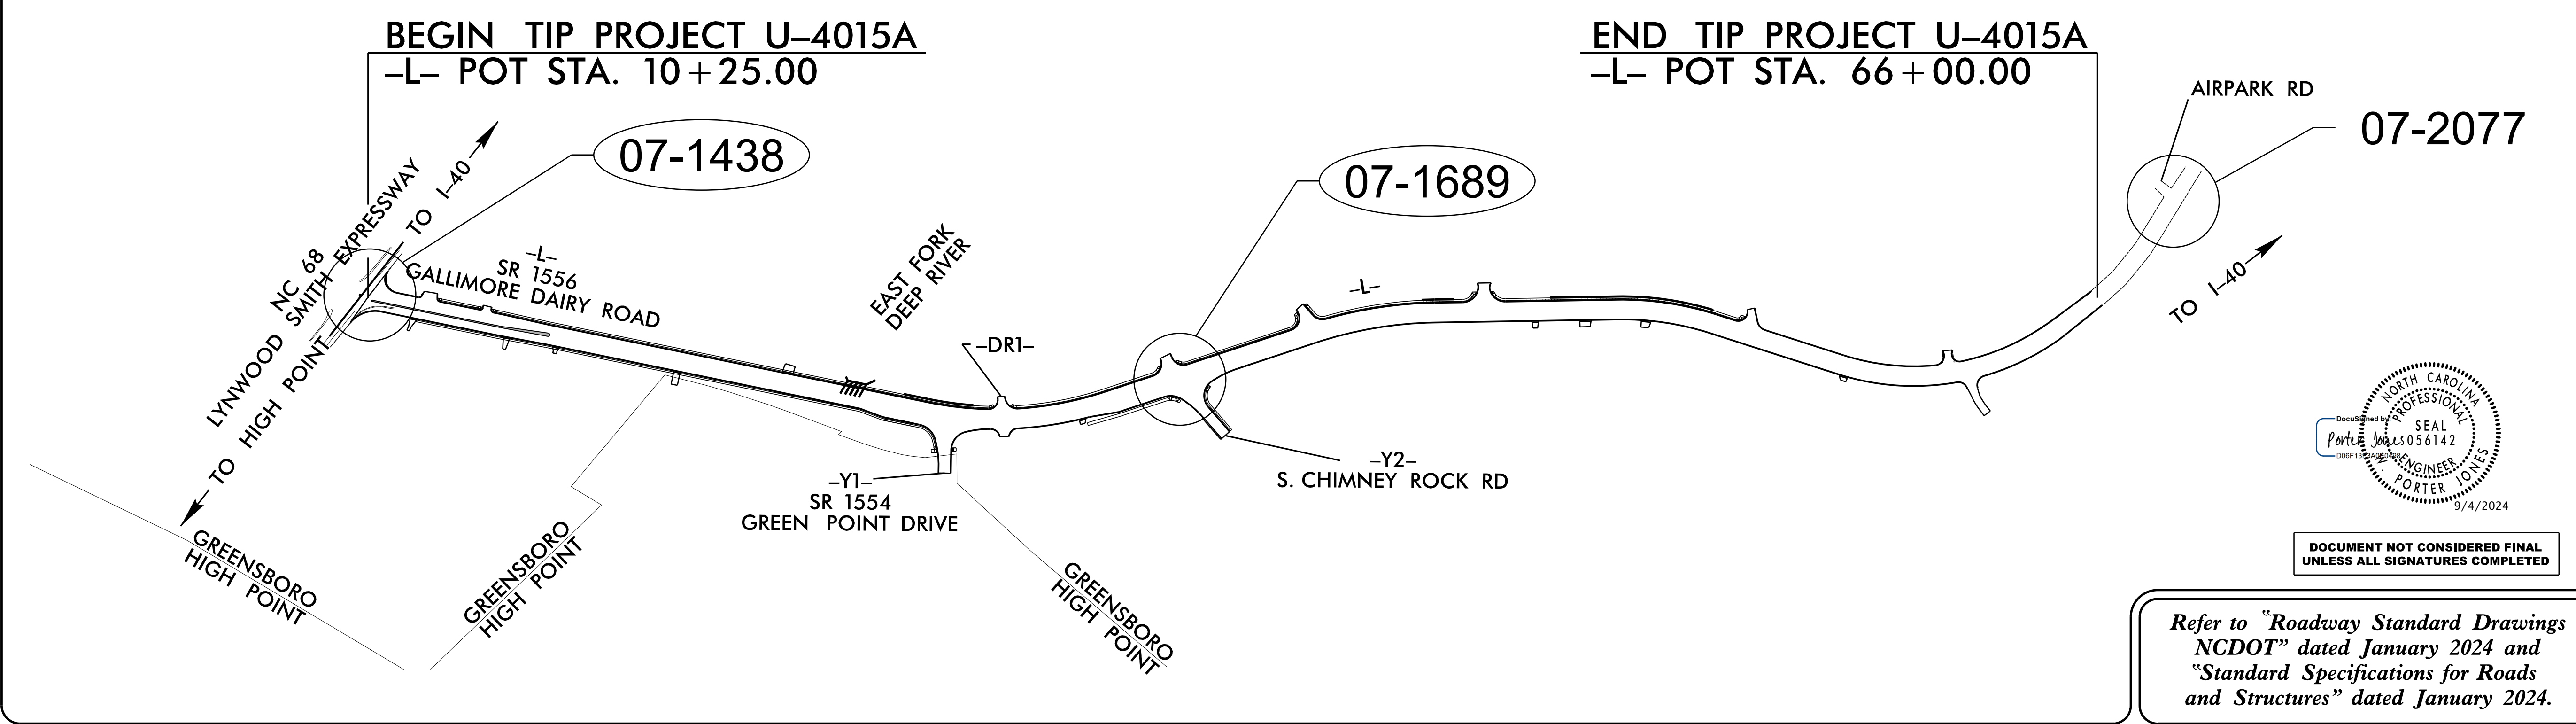 BEGIN TIP PROJECT U–4015A
–L– POT STA. 10+25.00
END TIP PROJECT U–4015A
–L– POT STA. 66+00.00
AIRPARK RD
07-2077
07-1438
07-1689
NC 68
LYNWOOD SMITH EXPRESSWAY
TO I–40
TO HIGH POINT
–L–
SR 1556
GALLIMORE DAIRY ROAD
EAST FORK
DEEP RIVER
–DR1–
–L–
TO I–40
–Y1–
SR 1554
GREEN POINT DRIVE
–Y2–
S. CHIMNEY ROCK RD
GREENSBORO
HIGH POINT
GREENSBORO
HIGH POINT
GREENSBORO
HIGH POINT
NORTH CAROLINA
PROFESSIONAL
SEAL
056142
ENGINEER
W. PORTER JONES
DocuSigned by:
Porter Jones
9/4/2024
DOCUMENT NOT CONSIDERED FINAL
UNLESS ALL SIGNATURES COMPLETED
Refer to "Roadway Standard Drawings
NCDOT" dated January 2024 and
"Standard Specifications for Roads
and Structures" dated January 2024.